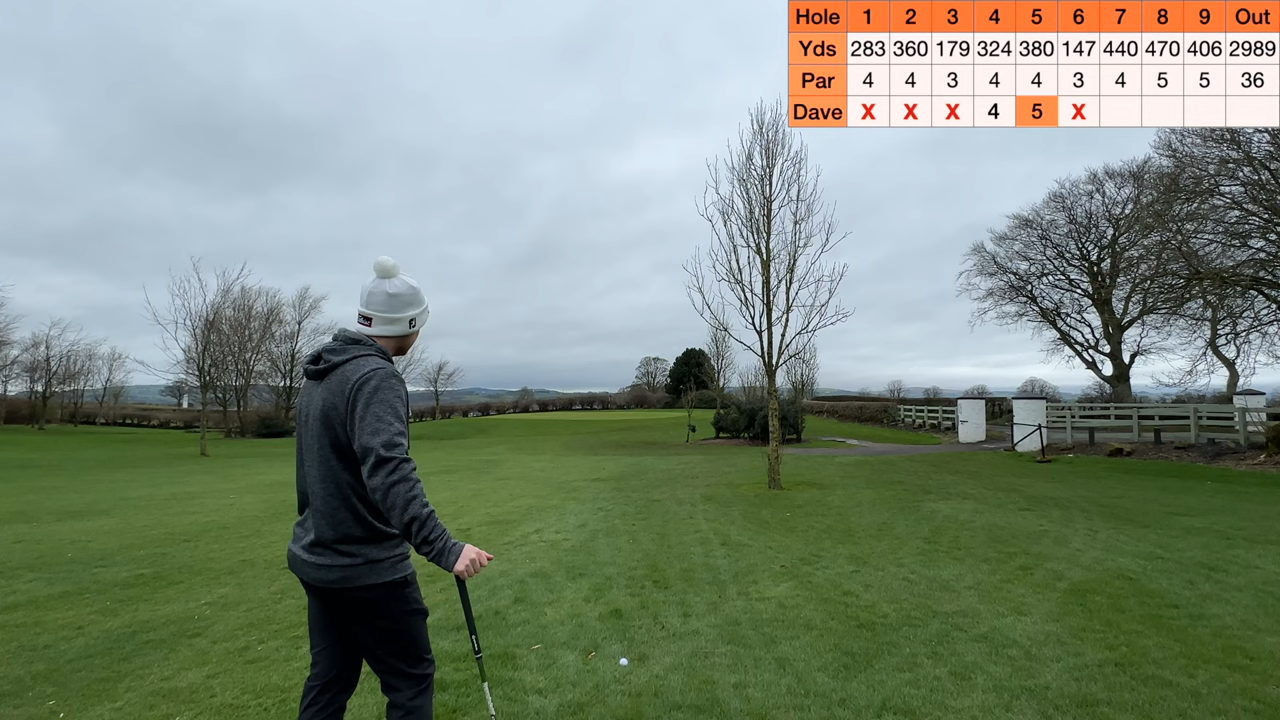 Hole 1 2 3 4 5 6 7 8 9 Out
Yds 283 360 179 324 380 147 440 470 406 2989
Par 4 4 3 4 4 3 4 5 5 36
Dave X X X 4 5 X